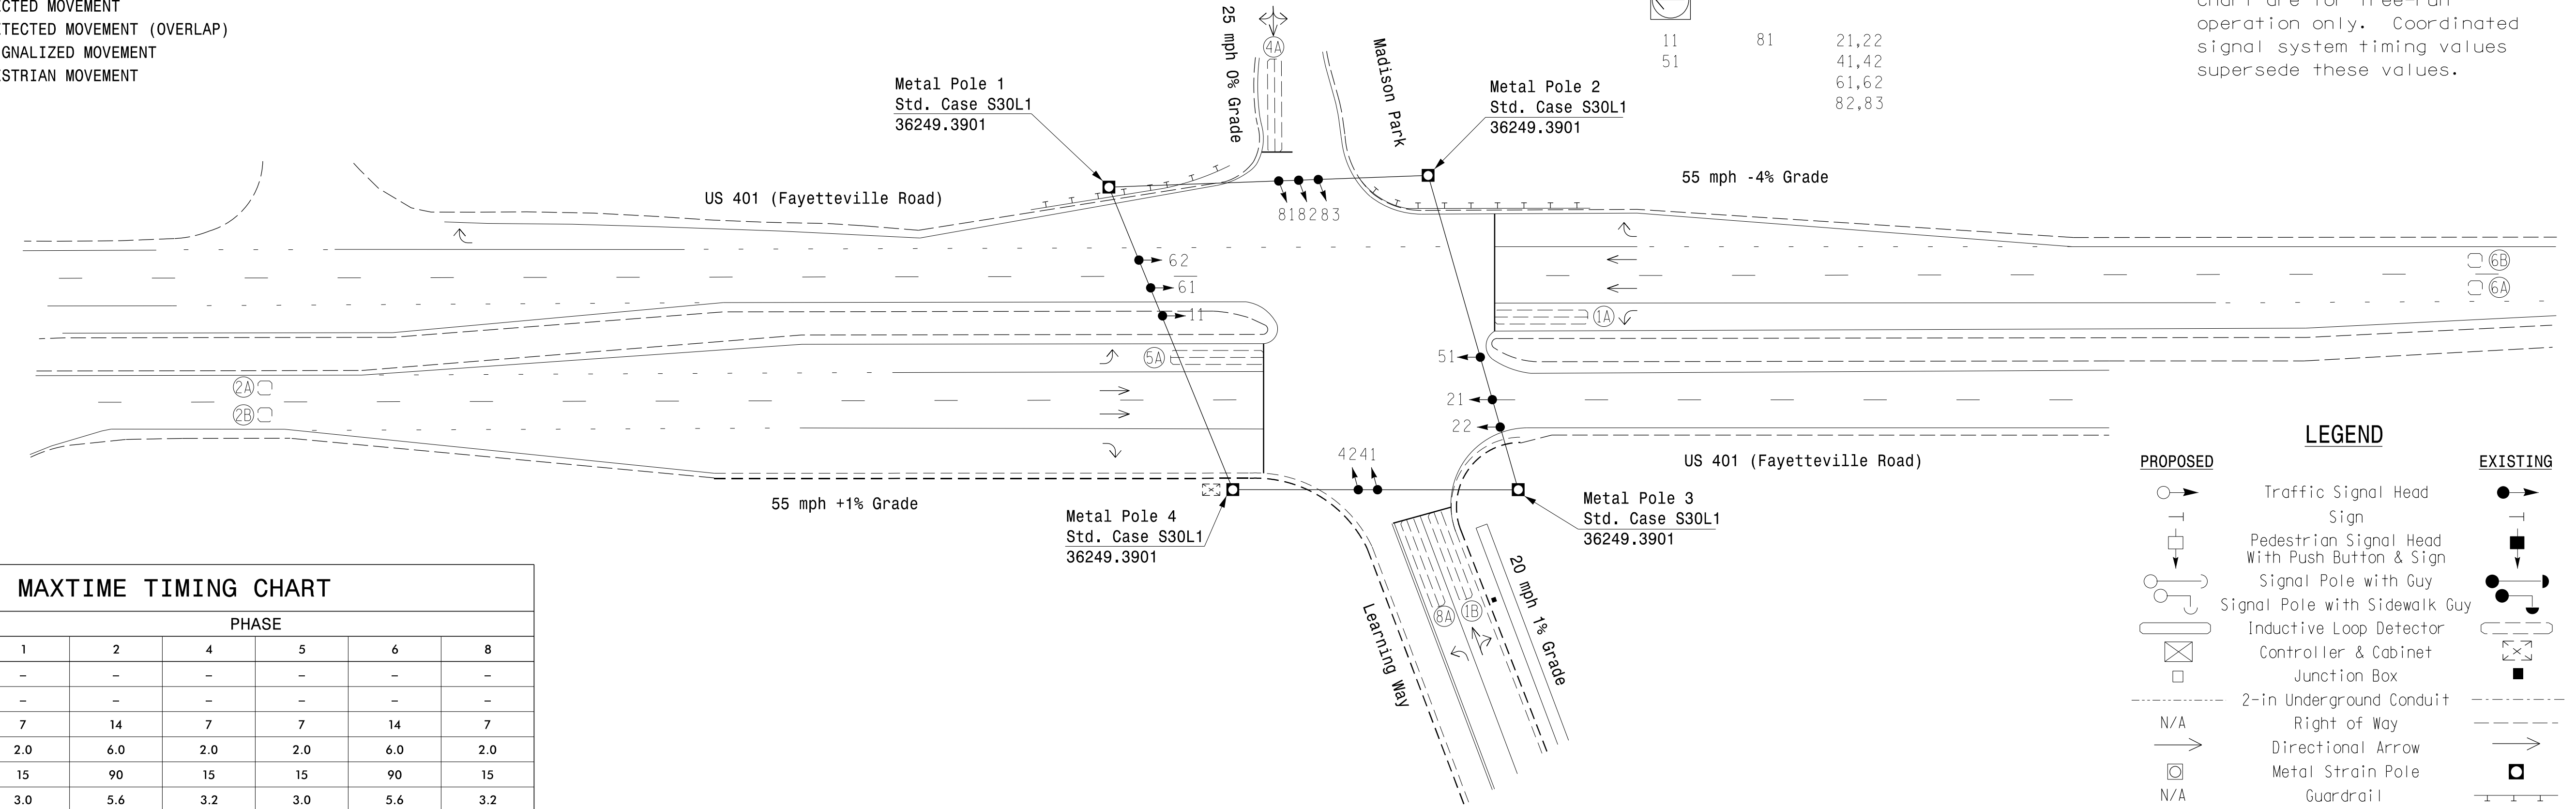 MOVEMENT
(OVERLAP)
MOVEMENT
MOVEMENT
25 mph 0% Grade
4A
Madison Park
11 81 21,22
51 41,42
61,62
82,83
operation only. Coordinated
signal system timing values
supersede these values.
Metal Pole 1
Std. Case S30L1
36249.3901
Metal Pole 2
Std. Case S30L1
36249.3901
US 401 (Fayetteville Road)
55 mph -4% Grade
81 82 83
62
61
11
6B
6A
1A
5A
51
2A
2B
21
22
42 41
US 401 (Fayetteville Road)
55 mph +1% Grade
Metal Pole 4
Std. Case S30L1
36249.3901
Metal Pole 3
Std. Case S30L1
36249.3901
Learning Way
8A
1B
20 mph 1% Grade
MAXTIME TIMING CHART
PHASE
1 2 4 5 6 8
- - - - - -
- - - - - -
7 14 7 7 14 7
2.0 6.0 2.0 2.0 6.0 2.0
15 90 15 15 90 15
3.0 5.6 3.2 3.0 5.6 3.2
LEGEND
PROPOSED EXISTING
Traffic Signal Head
Sign
Pedestrian Signal Head
With Push Button & Sign
Signal Pole with Guy
Signal Pole with Sidewalk Guy
Inductive Loop Detector
Controller & Cabinet
Junction Box
2-in Underground Conduit
N/A Right of Way
Directional Arrow
Metal Strain Pole
N/A Guardrail